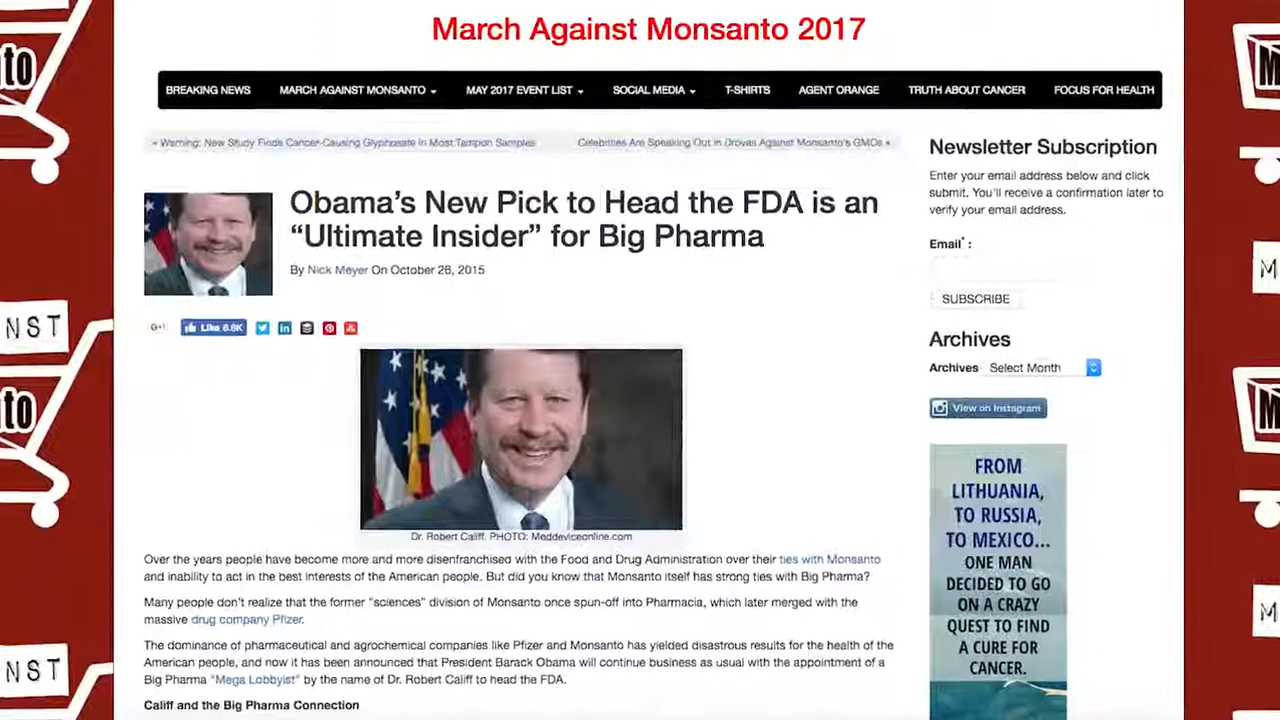 March Against Monsanto 2017
BREAKING NEWS
MARCH AGAINST MONSANTO
MAY 2017 EVENT LIST
SOCIAL MEDIA
T-SHIRTS
AGENT ORANGE
TRUTH ABOUT CANCER
FOCUS FOR HEALTH
« Warning: New Study Finds Cancer-Causing Glyphosate in Most Tampon Samples
Celebrities Are Speaking Out in Droves Against Monsanto's GMOs »
Obama's New Pick to Head the FDA is an
“Ultimate Insider” for Big Pharma
By Nick Meyer On October 26, 2015
G+1
Like 6.6K
Dr. Robert Califf. PHOTO: Meddeviceonline.com
Over the years people have become more and more disenfranchised with the Food and Drug Administration over their ties with Monsanto
and inability to act in the best interests of the American people. But did you know that Monsanto itself has strong ties with Big Pharma?
Many people don't realize that the former “sciences” division of Monsanto once spun-off into Pharmacia, which later merged with the
massive drug company Pfizer.
The dominance of pharmaceutical and agrochemical companies like Pfizer and Monsanto has yielded disastrous results for the health of the
American people, and now it has been announced that President Barack Obama will continue business as usual with the appointment of a
Big Pharma “Mega Lobbyist” by the name of Dr. Robert Califf to head the FDA.
Califf and the Big Pharma Connection
Newsletter Subscription
Enter your email address below and click
submit. You'll receive a confirmation later to
verify your email address.
Email* :
SUBSCRIBE
Archives
Archives Select Month
View on Instagram
FROM
LITHUANIA,
TO RUSSIA,
TO MEXICO...
ONE MAN
DECIDED TO GO
ON A CRAZY
QUEST TO FIND
A CURE FOR
CANCER.